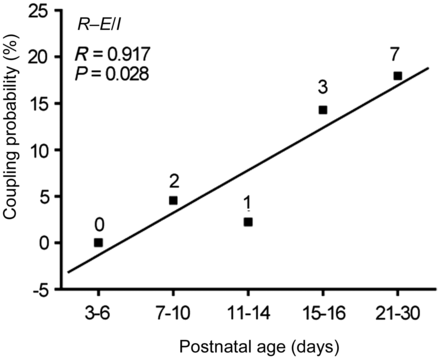 25
R–E/I
R = 0.917
P = 0.028
7
20
3
15
10
2
5
1
0
0
-5
3-6 7-10 11-14 15-16 21-30
Postnatal age (days)
Coupling probability (%)